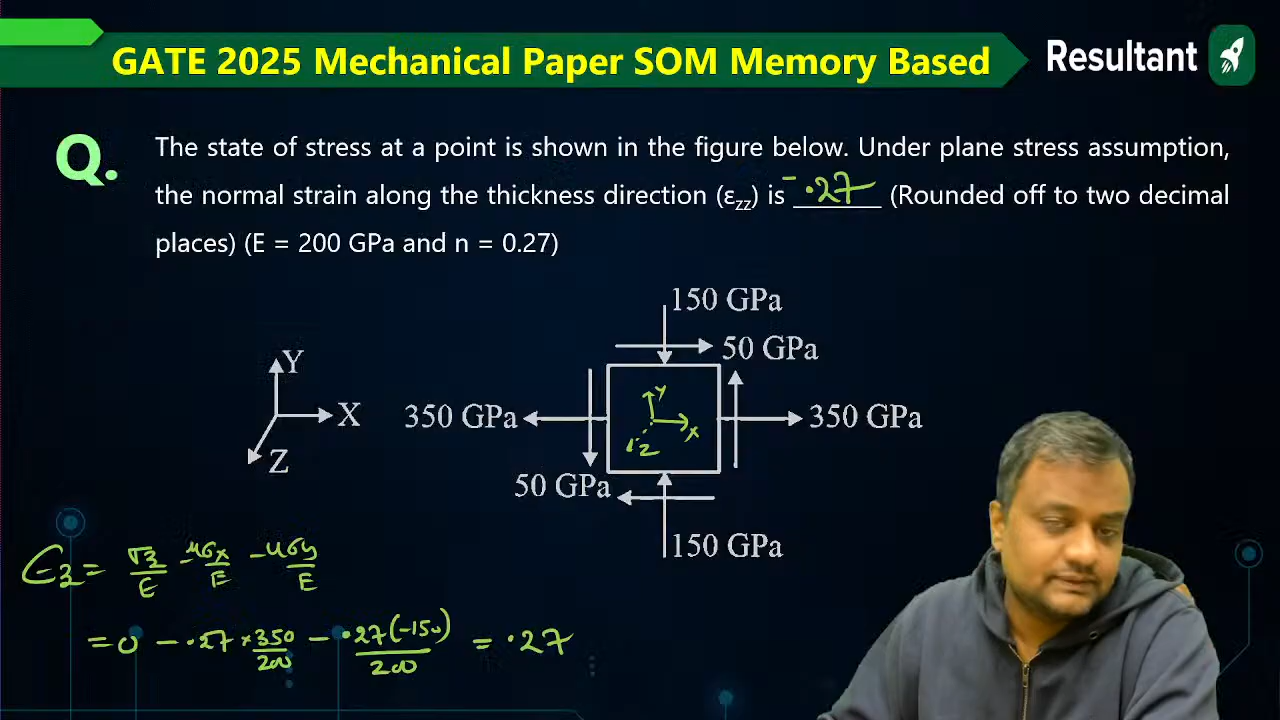 GATE 2025 Mechanical Paper SOM Memory Based
Resultant
Q.
The state of stress at a point is shown in the figure below. Under plane stress assumption,
the normal strain along the thickness direction (εzz) is -.27 (Rounded off to two decimal
places) (E = 200 GPa and n = 0.27)
150 GPa
50 GPa
Y
X
Z
350 GPa
Y
X
Z
350 GPa
50 GPa
150 GPa
ϵz = σz/E - μσx/E - μσy/E
= 0 - .27 × 350/200 - .27(-150)/200 = .27